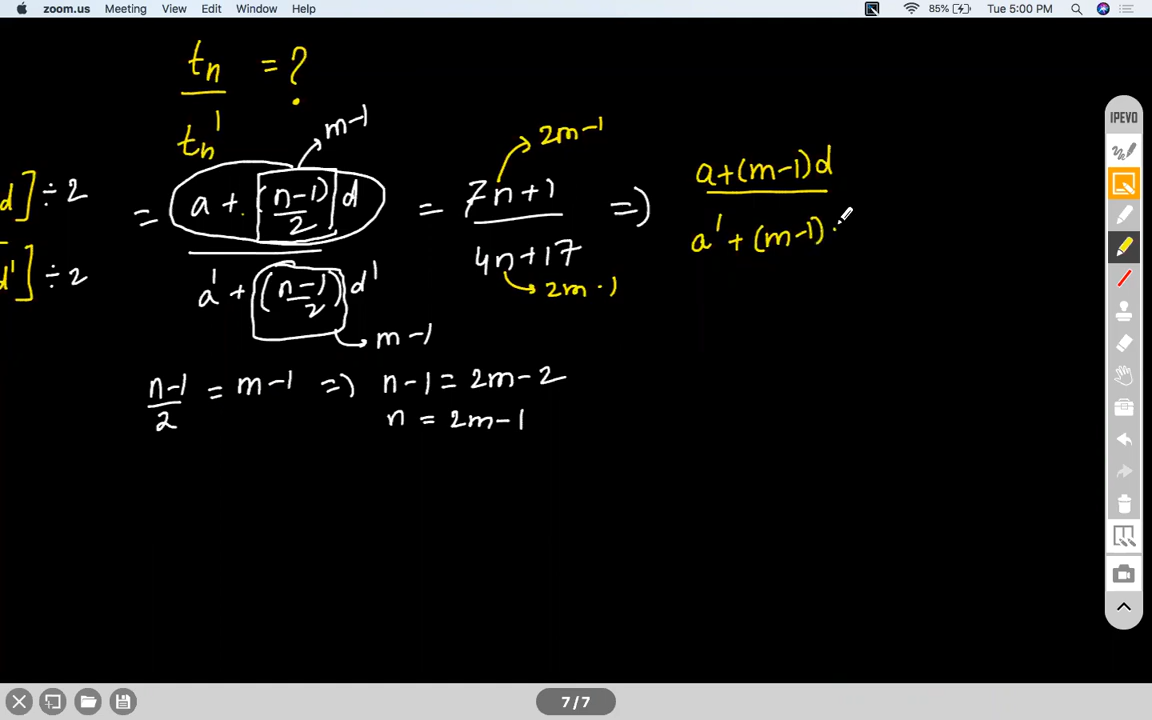 zoom.us Meeting View Edit Window Help 85% Tue 5:00 PM
tn/tn' = ?
m-1
2m-1
d] ÷ 2
= a + (n-1)/2 d = 7n+1 => a+(m-1)d
d'] ÷ 2
a' + (n-1)/2 d' 4n+17 a' + (m-1)
2m-1
m-1
n-1/2 = m-1 => n-1 = 2m-2
n = 2m-1
IPEVO
7/7